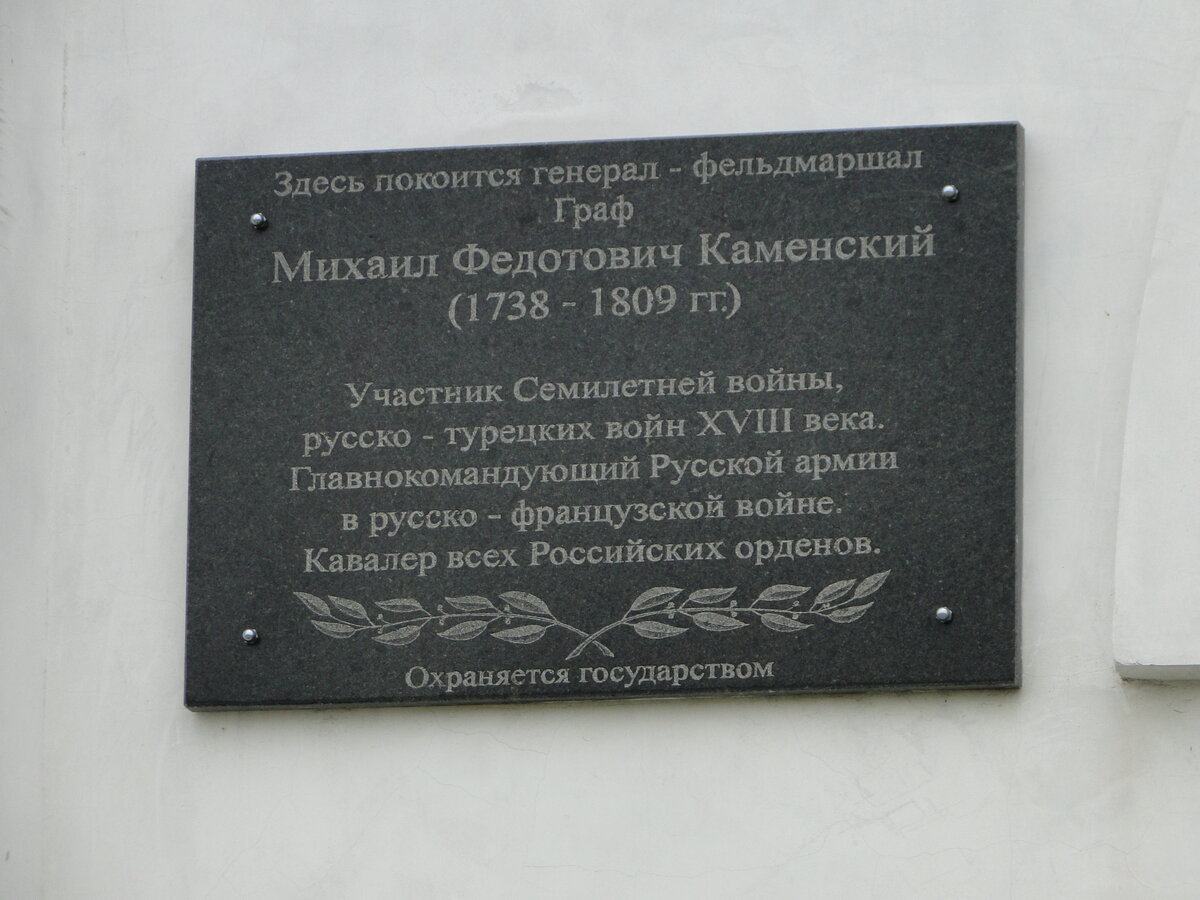 Здесь покоится генерал - фельдмаршал
Граф
Михаил Федотович Каменский
(1738 - 1809 гг.)
Участник Семилетней войны,
русско - турецких войн XVIII века.
Главнокомандующий Русской армии
в русско - французской войне.
Кавалер всех Российских орденов.
Охраняется государством